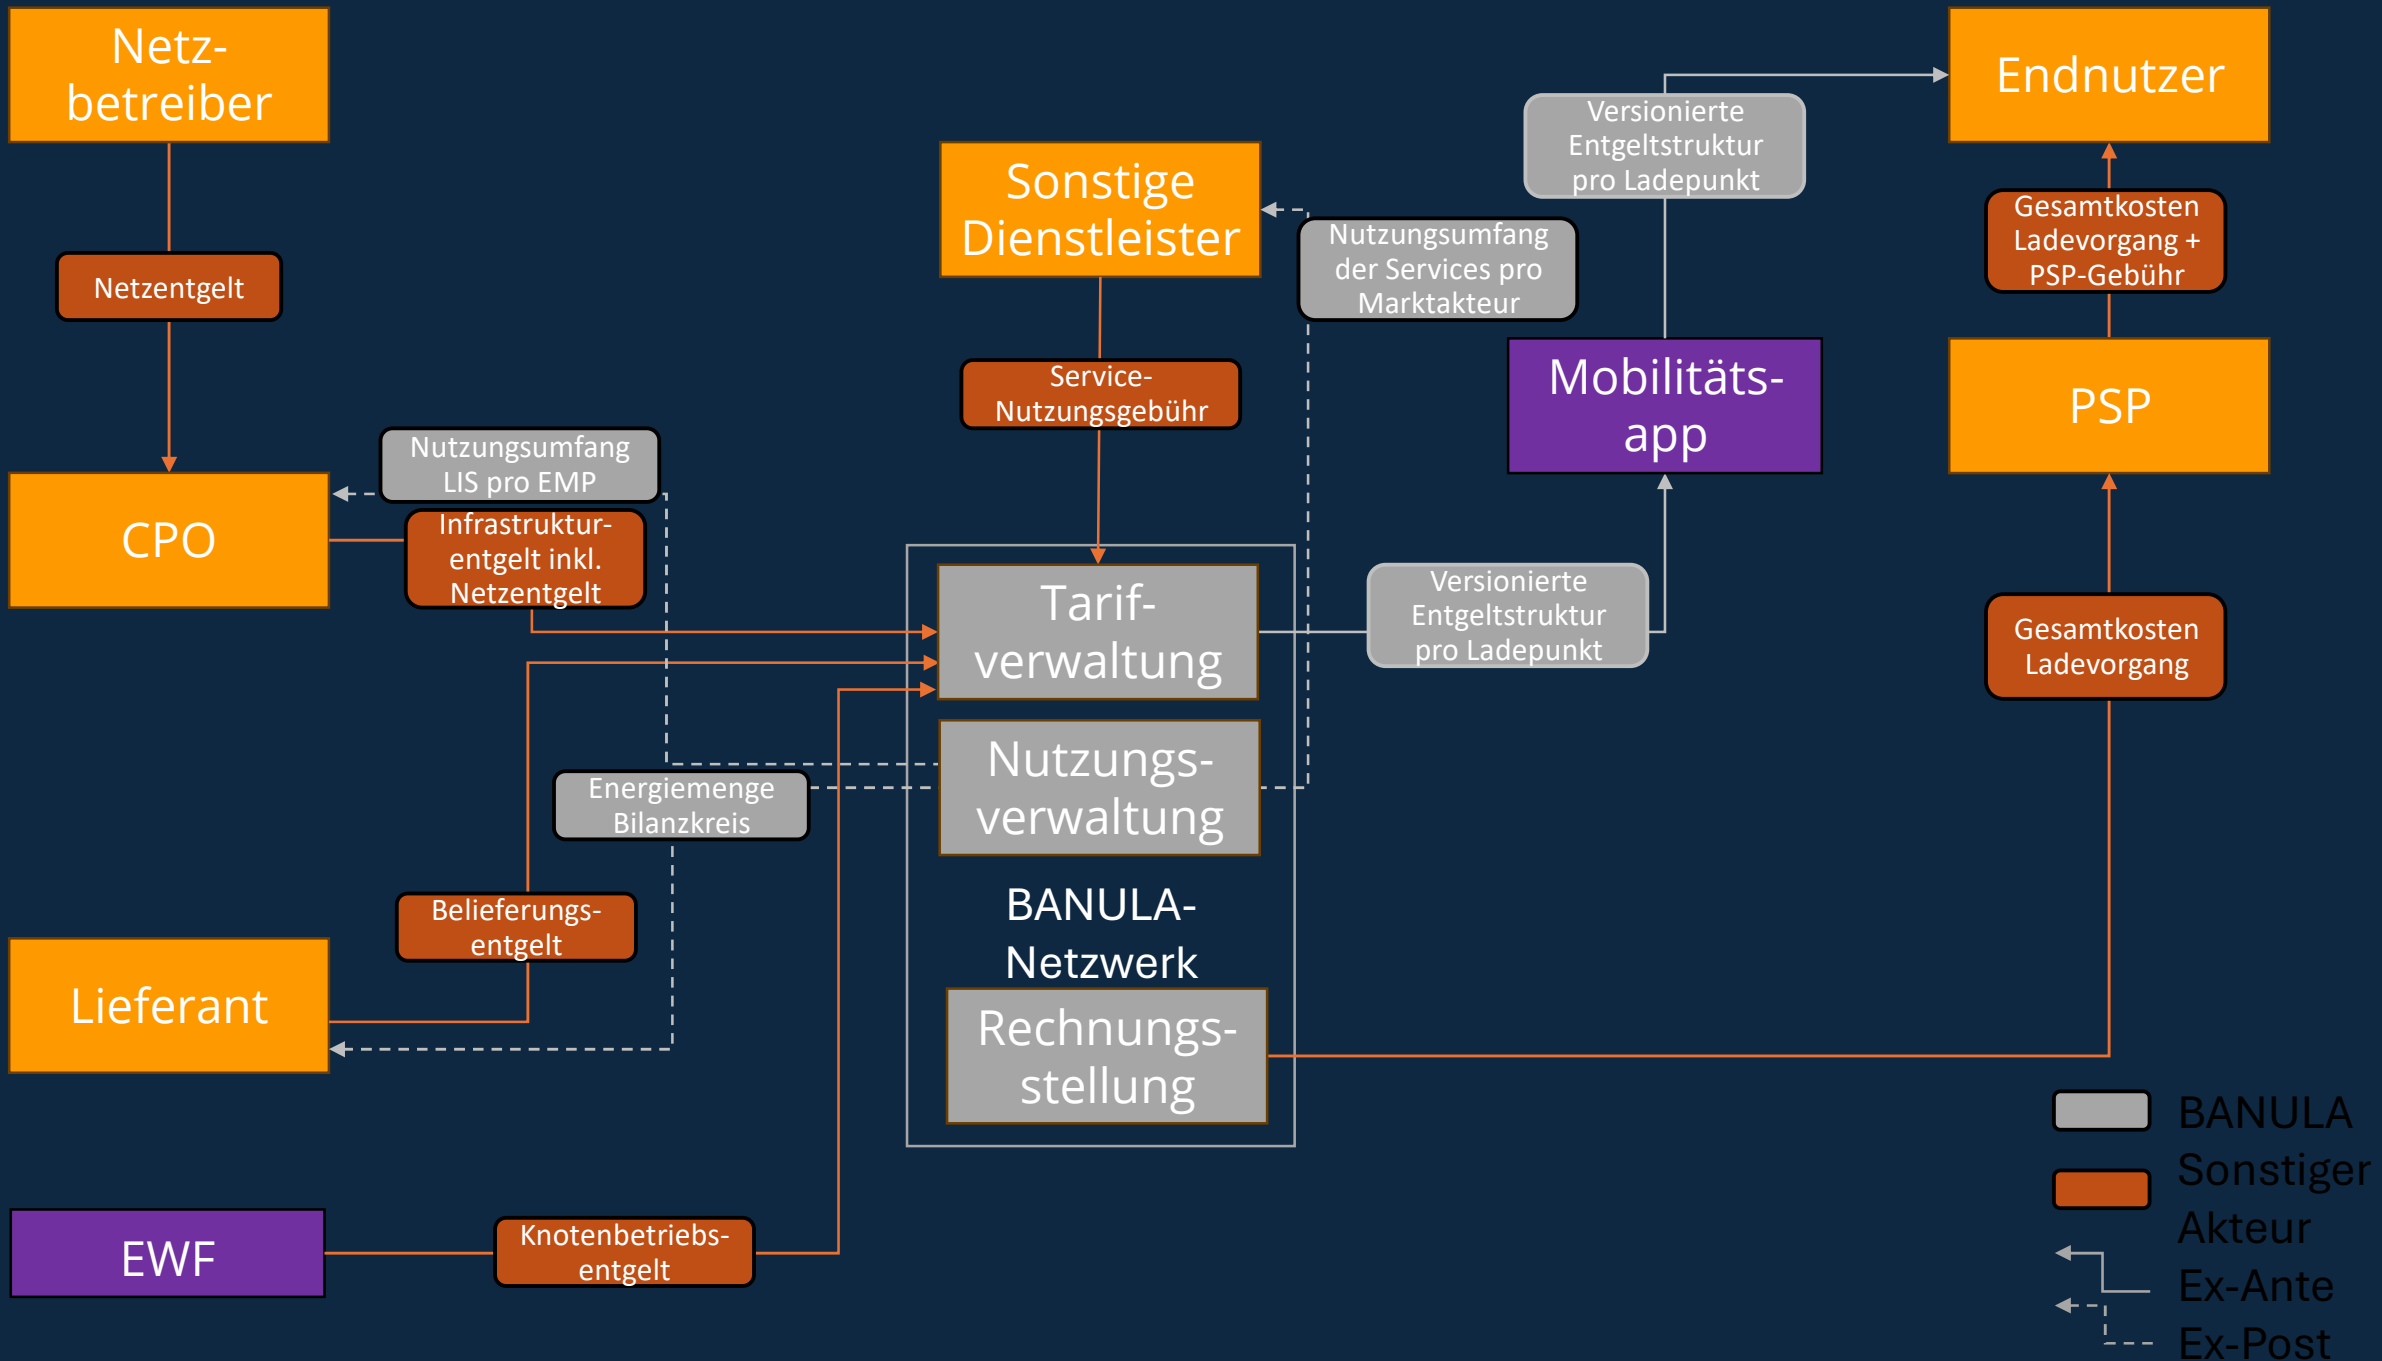 Netz-
betreiber
Endnutzer
Versionierte
Entgeltstruktur
pro Ladepunkt
Sonstige
Dienstleister
Gesamtkosten
Ladevorgang +
PSP-Gebühr
Nutzungsumfang
der Services pro
Marktakteur
Netzentgelt
Service-
Nutzungsgebühr
Mobilitäts-
app
PSP
Nutzungsumfang
LIS pro EMP
CPO
Infrastruktur-
entgelt inkl.
Netzentgelt
Tarif-
verwaltung
Versionierte
Entgeltstruktur
pro Ladepunkt
Gesamtkosten
Ladevorgang
Nutzungs-
verwaltung
Energiemenge
Bilanzkreis
BANULA-
Netzwerk
Belieferungs-
entgelt
Lieferant
Rechnungs-
stellung
EWF
Knotenbetriebs-
entgelt
BANULA
Sonstiger
Akteur
Ex-Ante
Ex-Post